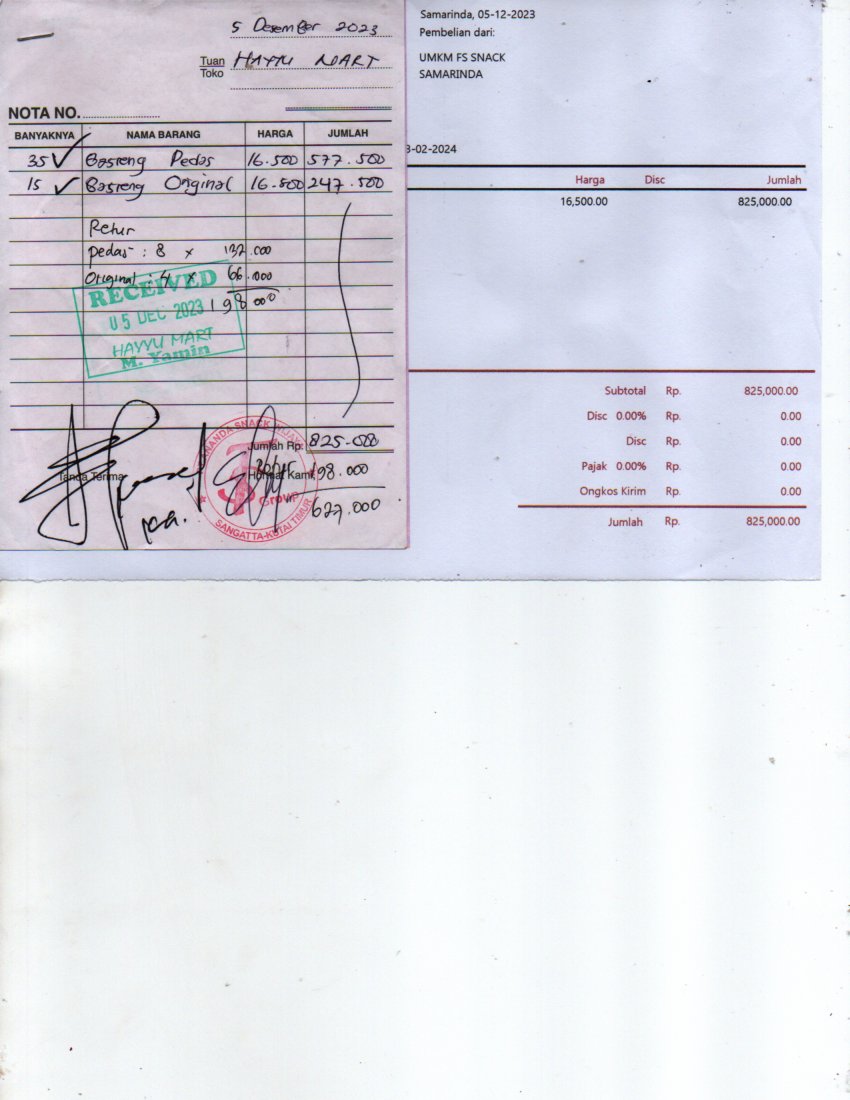 5 Desember 2023
Tuan HAYYU MART
Toko
NOTA NO.
BANYAKNYA NAMA BARANG HARGA JUMLAH
35 Basreng Pedas 16.500 577.500
15 Basreng Original 16.500 247.500
Retur
pedas : 8 x 132.000
Original : 4 x 66.000
198.000
RECEIVED
05 DEC 2023
HAYYU MART
M. Yamin
Jumlah Rp. 825.000
Tanda Terima Hormat Kami, 198.000
627.000
GROUP
SANGATTA-KUTAI TIMUR
Samarinda, 05-12-2023
Pembelian dari:
UMKM FS SNACK
SAMARINDA
3-02-2024
Harga Disc Jumlah
16,500.00 825,000.00
Subtotal Rp. 825,000.00
Disc 0.00% Rp. 0.00
Disc Rp. 0.00
Pajak 0.00% Rp. 0.00
Ongkos Kirim Rp. 0.00
Jumlah Rp. 825,000.00